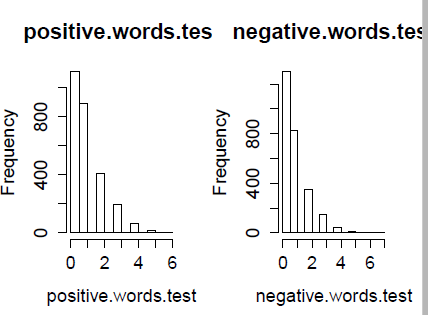 positive.words.tes
negative.words.tes
Frequency
800
400
0
0 2 4 6
positive.words.test
Frequency
800
400
0
0 2 4 6
negative.words.test